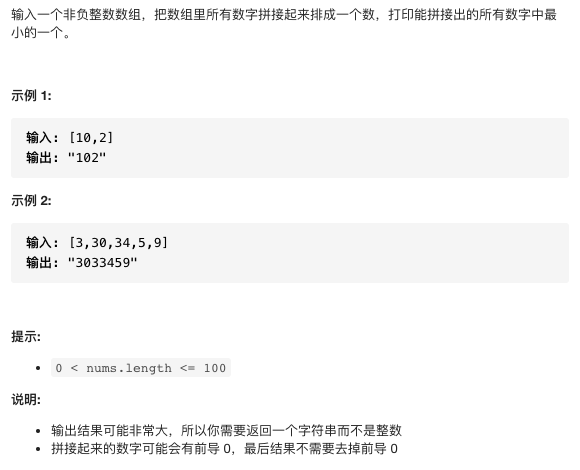 输入一个非负整数数组，把数组里所有数字拼接起来排成一个数，打印能拼接出的所有数字中最
小的一个。
示例 1:
输入: [10,2]
输出: "102"
示例 2:
输入: [3,30,34,5,9]
输出: "3033459"
提示:
• 0 < nums.length <= 100
说明:
• 输出结果可能非常大，所以你需要返回一个字符串而不是整数
• 拼接起来的数字可能会有前导 0，最后结果不需要去掉前导 0